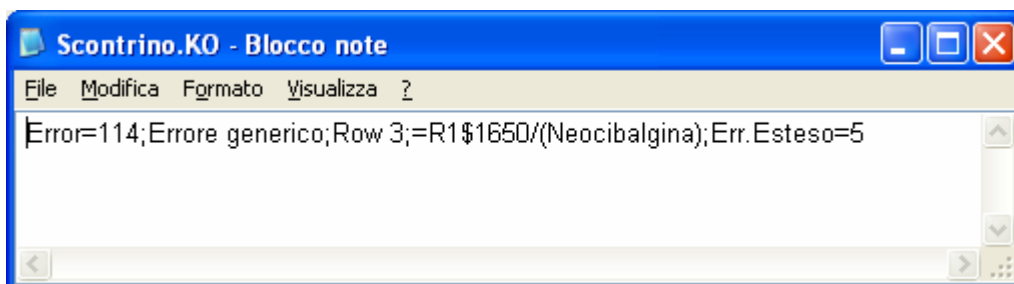 Scontrino.KO - Blocco note
File Modifica Formato Visualizza ?
Error=114;Errore generico;Row 3;=R1$1650/(Neocibalgina);Err.Esteso=5